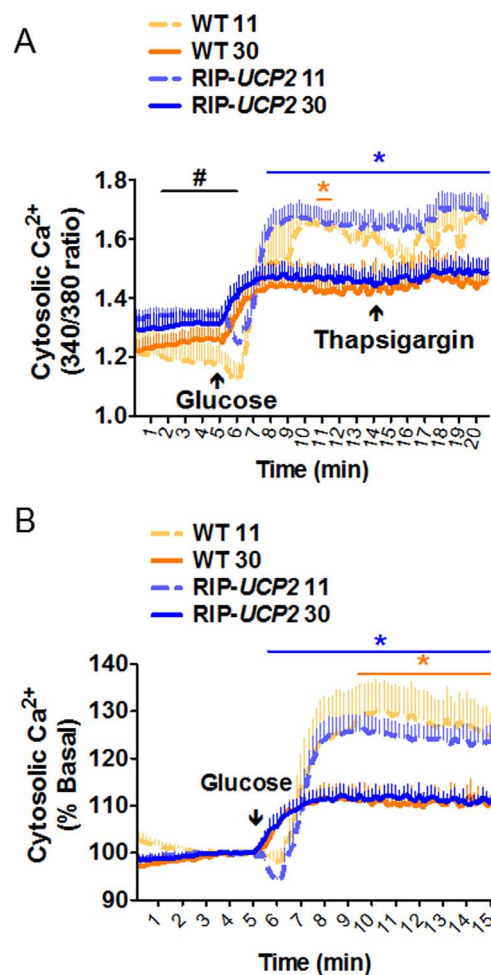 A
WT 11
WT 30
RIP-UCP2 11
RIP-UCP2 30
Cytosolic Ca2+
(340/380 ratio)
1.8
1.6
1.4
1.2
1.0
#
*
*
Glucose
Thapsigargin
1 2 3 4 5 6 7 8 9 10 11 12 13 14 15 16 17 18 19 20
Time (min)
B
WT 11
WT 30
RIP-UCP2 11
RIP-UCP2 30
Cytosolic Ca2+
(% Basal)
140
130
120
110
100
90
*
*
Glucose
1 2 3 4 5 6 7 8 9 10 11 12 13 14 15
Time (min)